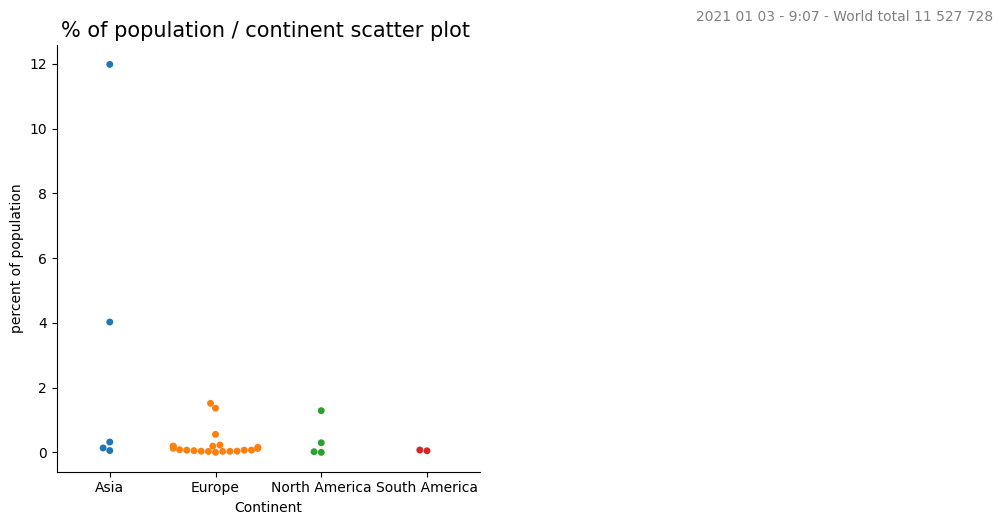 2021 01 03 - 9:07 - World total 11 527 728
% of population / continent scatter plot
percent of population
12
10
8
6
4
2
0
Asia Europe North America South America
Continent